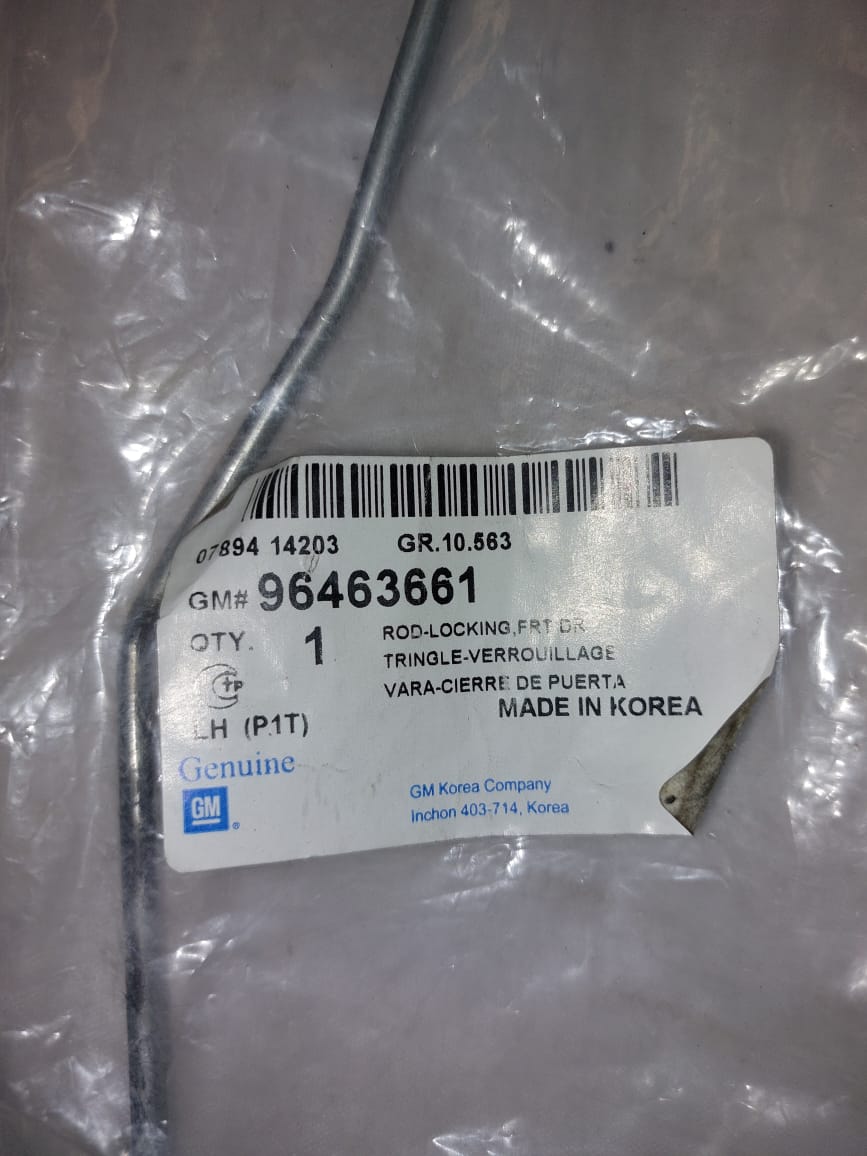 07894 14203 GR.10.563
GM# 96463661
QTY. 1 ROD-LOCKING,FRT DR
TRINGLE-VERROUILLAGE
VARA-CIERRE DE PUERTA
MADE IN KOREA
LH (P.1T)
Genuine
GM
GM Korea Company
Inchon 403-714, Korea